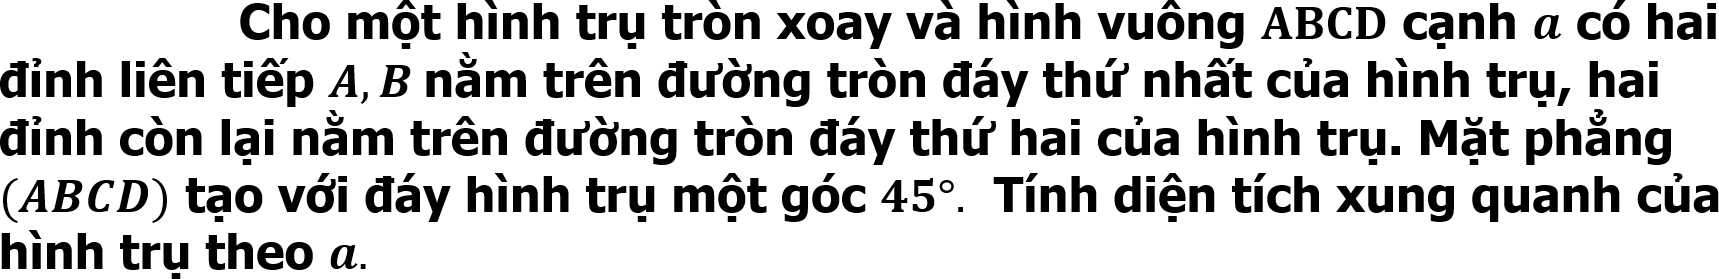 Cho một hình trụ tròn xoay và hình vuông ABCD cạnh a có hai
đỉnh liên tiếp A, B nằm trên đường tròn đáy thứ nhất của hình trụ, hai
đỉnh còn lại nằm trên đường tròn đáy thứ hai của hình trụ. Mặt phẳng
(ABCD) tạo với đáy hình trụ một góc 45°. Tính diện tích xung quanh của
hình trụ theo a.